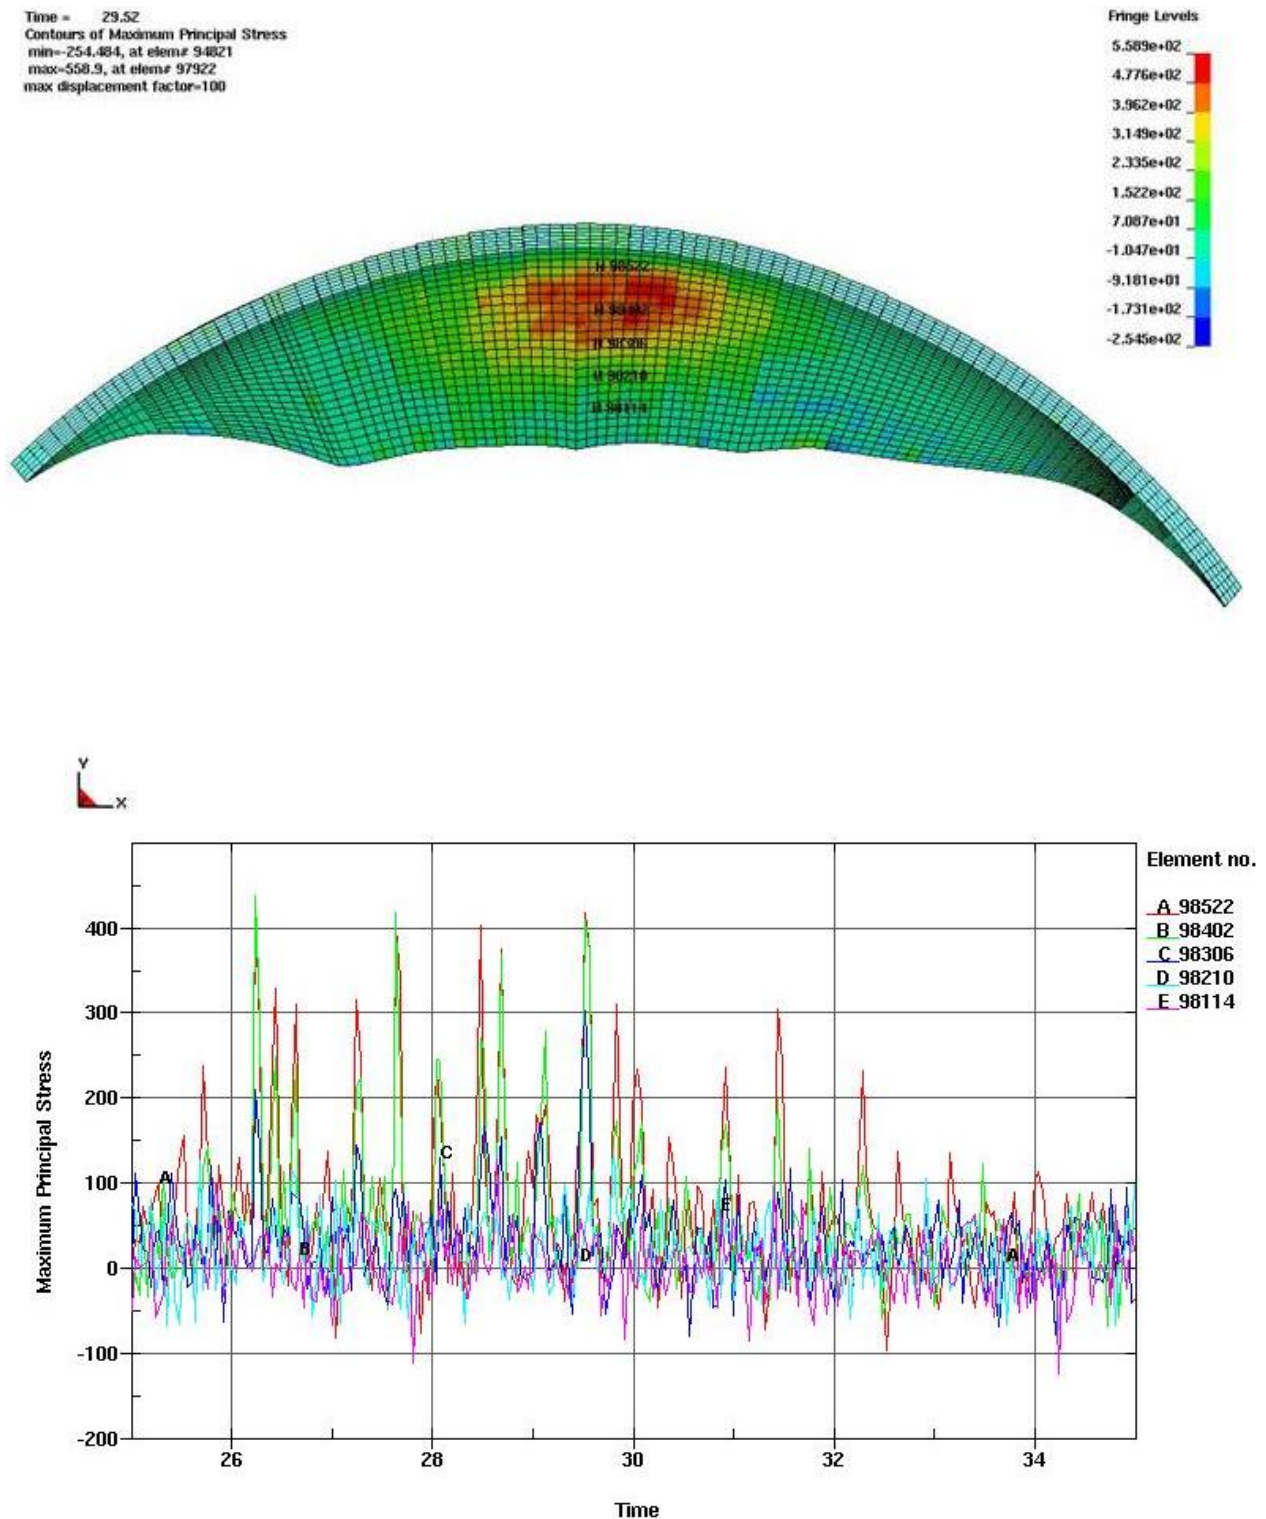 Time =      29.52
Contours of Maximum Principal Stress
min=-254.484, at elem# 94821
max=558.9, at elem# 97922
max displacement factor=100
Fringe Levels
5.589e+02
4.776e+02
3.962e+02
3.149e+02
2.335e+02
1.522e+02
7.087e+01
-1.047e+01
-9.181e+01
-1.731e+02
-2.545e+02
H 98522
H 98402
H 98306
H 98210
H 98114
Y
X
Maximum Principal Stress
400
300
200
100
0
-100
-200
A
B
C
D
E
A
26
28
30
32
34
Time
Element no.
A 98522
B 98402
C 98306
D 98210
E 98114